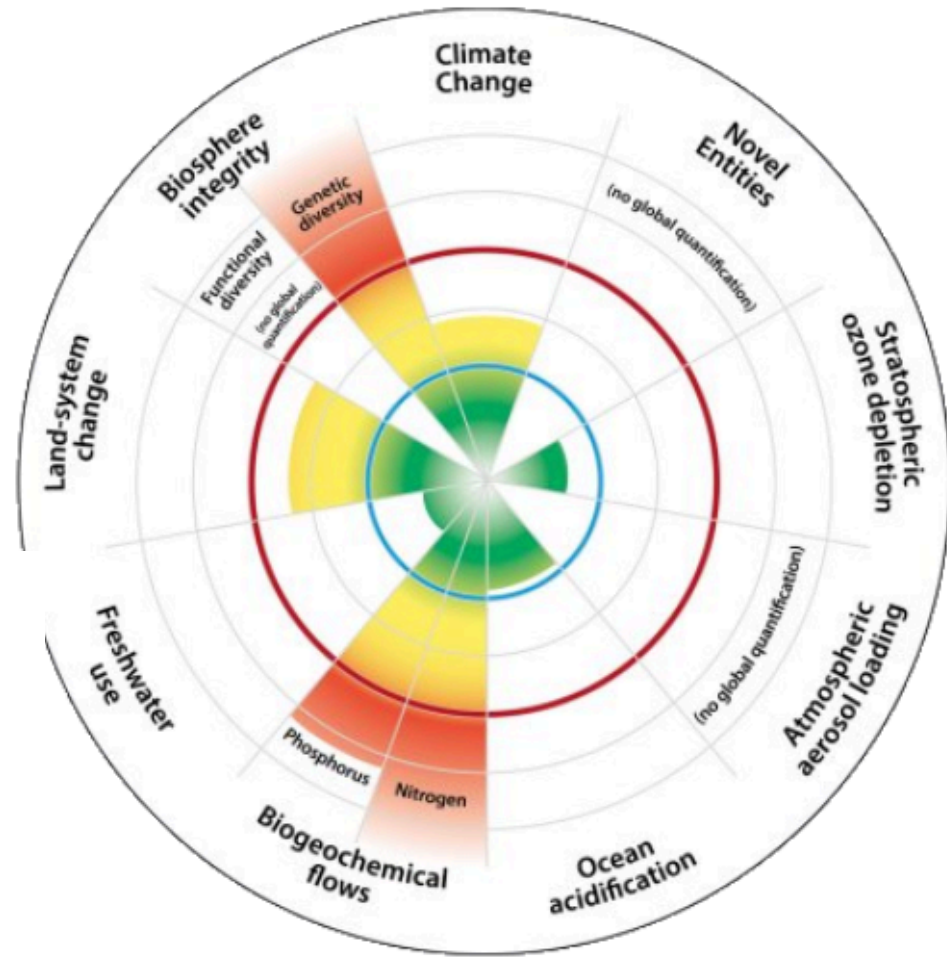 Climate
Change
Novel
Entities
(no global quantification)
Stratospheric
ozone depletion
Atmospheric
aerosol loading
(no global quantification)
Ocean
acidification
Biogeochemical
flows
Phosphorus
Nitrogen
Freshwater
use
Land-system
change
Biosphere
integrity
Genetic
diversity
Functional
diversity
(no global
quantification)